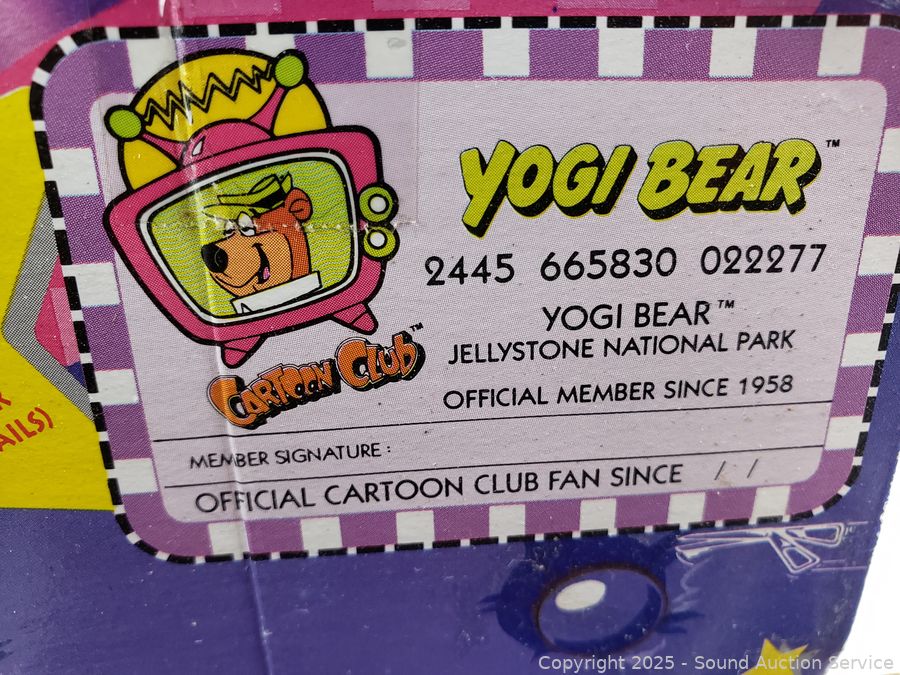 YOGI BEAR™
2445 665830 022277
YOGI BEAR™
JELLYSTONE NATIONAL PARK
CARTOON CLUB™
OFFICIAL MEMBER SINCE 1958
MEMBER SIGNATURE :
OFFICIAL CARTOON CLUB FAN SINCE / /
AILS)
Copyright 2025 - Sound Auction Service